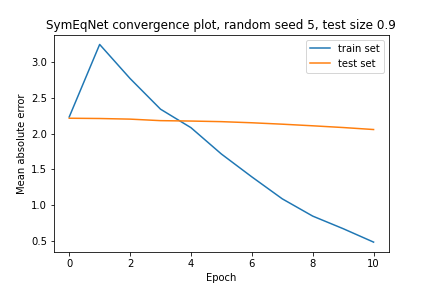 SymEqNet convergence plot, random seed 5, test size 0.9
train set
test set
Mean absolute error
3.0
2.5
2.0
1.5
1.0
0.5
0 2 4 6 8 10
Epoch